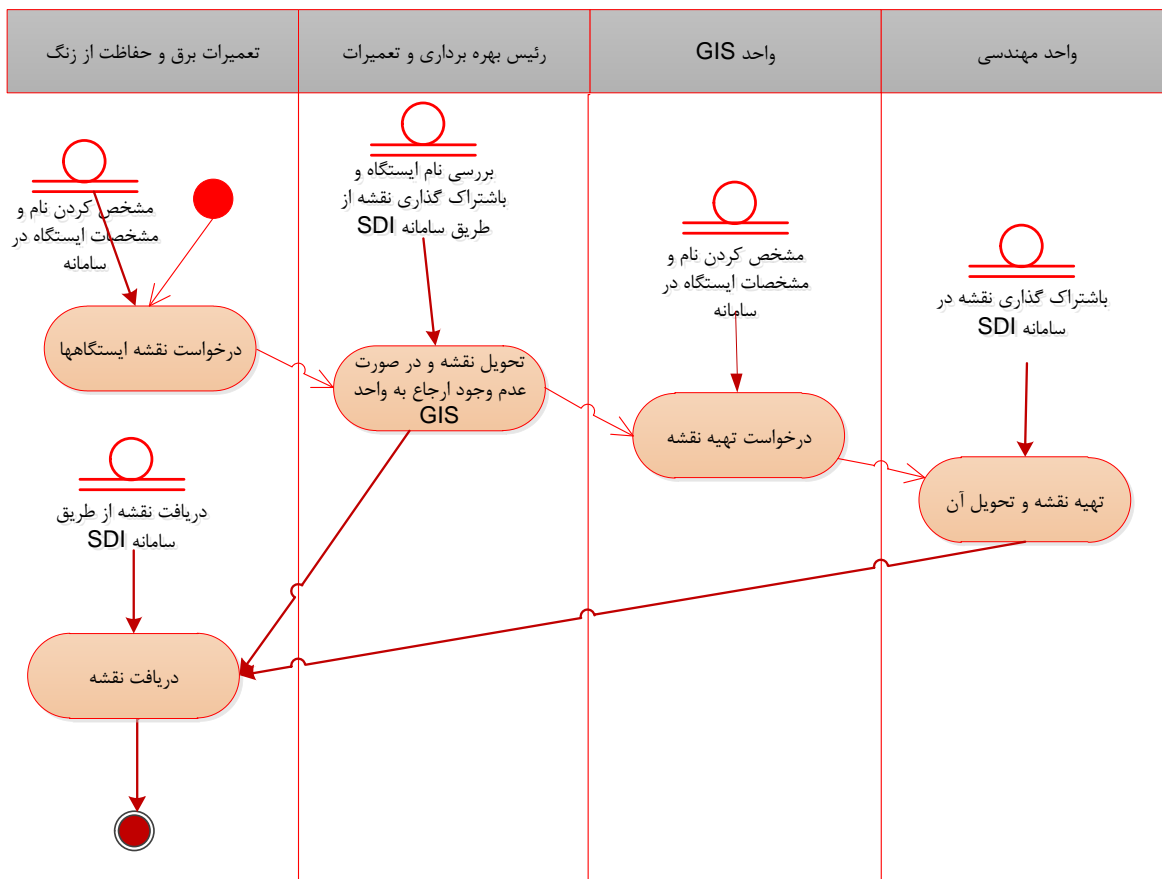 تعمیرات برق و حفاظت از زنگ
رئیس بهره برداری و تعمیرات
واحد GIS
واحد مهندسی
مشخص کردن نام و
مشخصات ایستگاه در
سامانه
درخواست نقشه ایستگاهها
دریافت نقشه از طریق
سامانه SDI
دریافت نقشه
بررسی نام ایستگاه و
باشتراک گذاری نقشه از
طریق سامانه SDI
تحویل نقشه و در صورت
عدم وجود ارجاع به واحد
GIS
مشخص کردن نام و
مشخصات ایستگاه در
سامانه
درخواست تهیه نقشه
باشتراک گذاری نقشه در
سامانه SDI
تهیه نقشه و تحویل آن